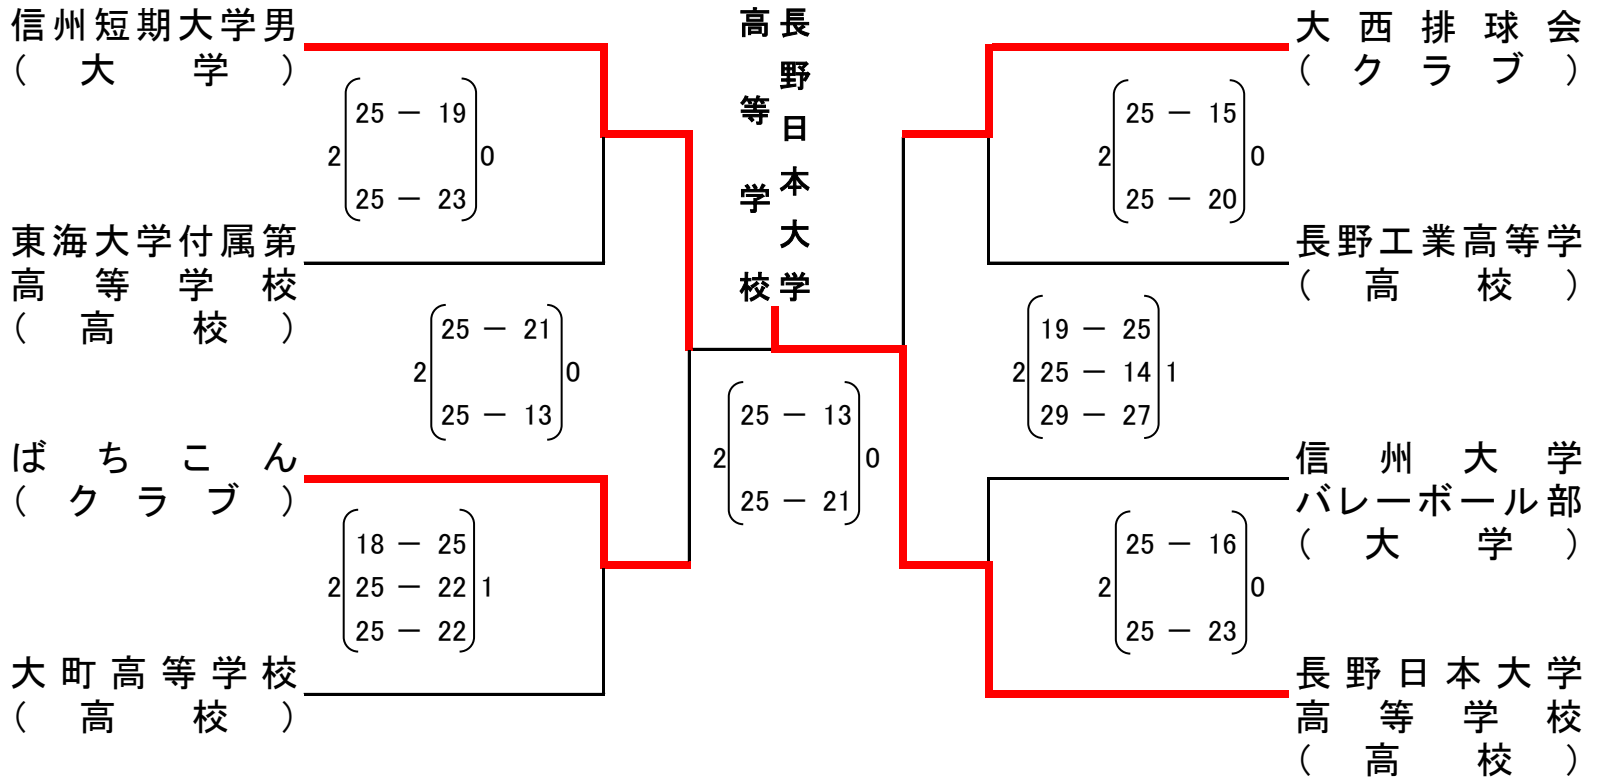 信州短期大学男
(大学)
25 － 19
2 0
25 － 23
東海大学付属第
高等学校
(高校)
25 － 21
2 0
25 － 13
ばちこん
(クラブ)
18 － 25
2 25 － 22 1
25 － 22
大町高等学校
(高校)
長野日本大学
高等学校
25 － 13
2 0
25 － 21
大西排球会
(クラブ)
25 － 15
2 0
25 － 20
長野工業高等学
(高校)
19 － 25
2 25 － 14 1
29 － 27
信州大学
バレーボール部
(大学)
25 － 16
2 0
25 － 23
長野日本大学
高等学校
(高校)